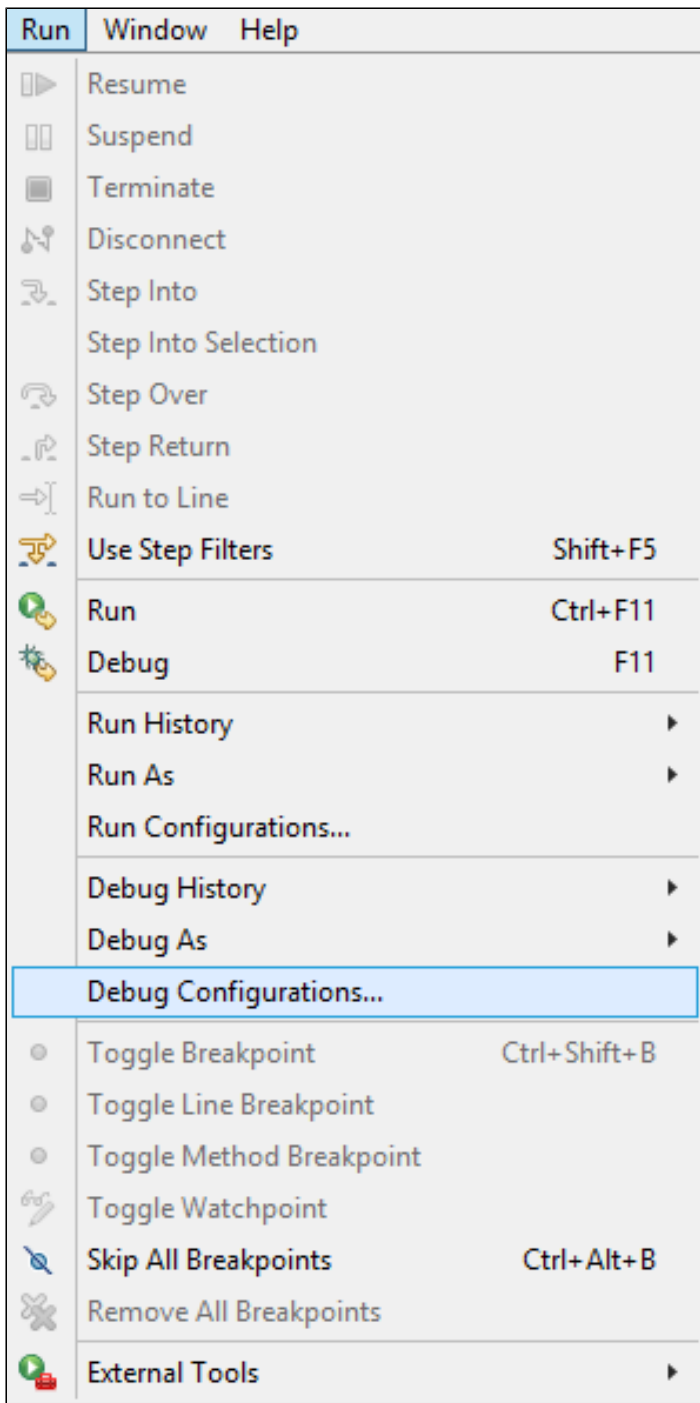 Run Window Help
Resume
Suspend
Terminate
Disconnect
Step Into
Step Into Selection
Step Over
Step Return
Run to Line
Use Step Filters Shift+F5
Run Ctrl+F11
Debug F11
Run History
Run As
Run Configurations...
Debug History
Debug As
Debug Configurations...
Toggle Breakpoint Ctrl+Shift+B
Toggle Line Breakpoint
Toggle Method Breakpoint
Toggle Watchpoint
Skip All Breakpoints Ctrl+Alt+B
Remove All Breakpoints
External Tools